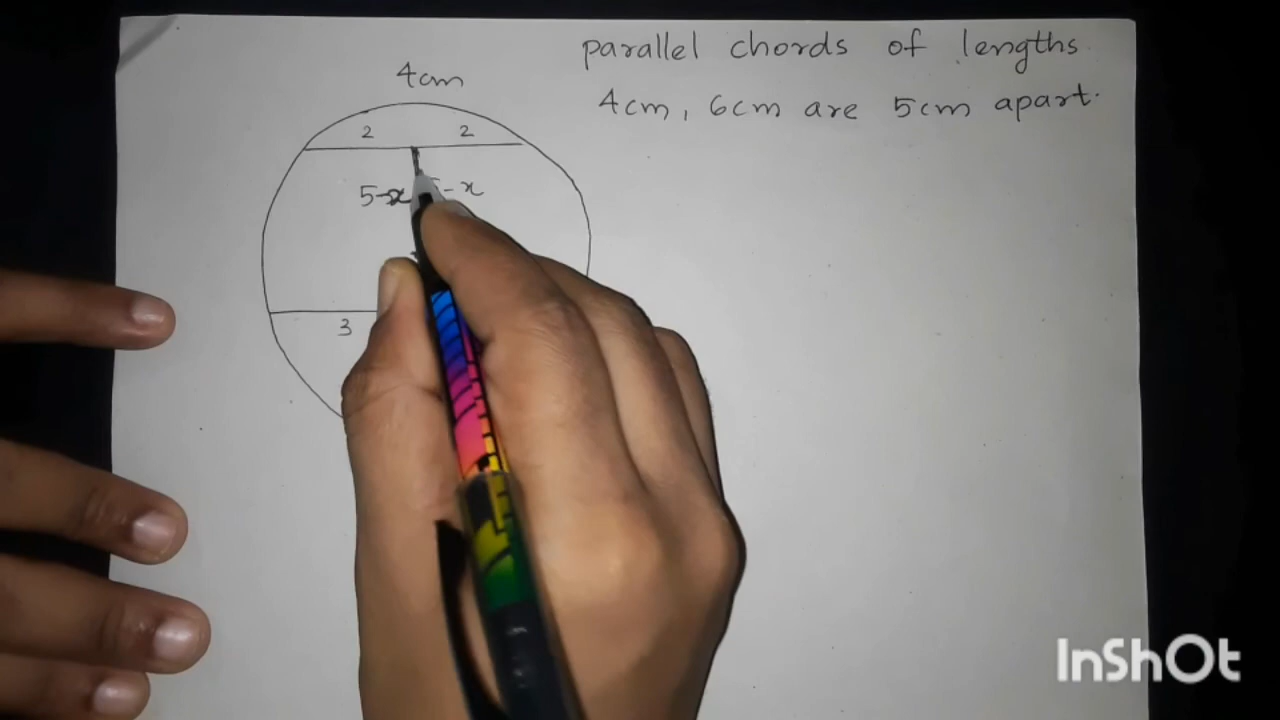 parallel chords of lengths
4cm, 6cm are 5cm apart.
4cm
2 2
5-x -x
3
InShOt